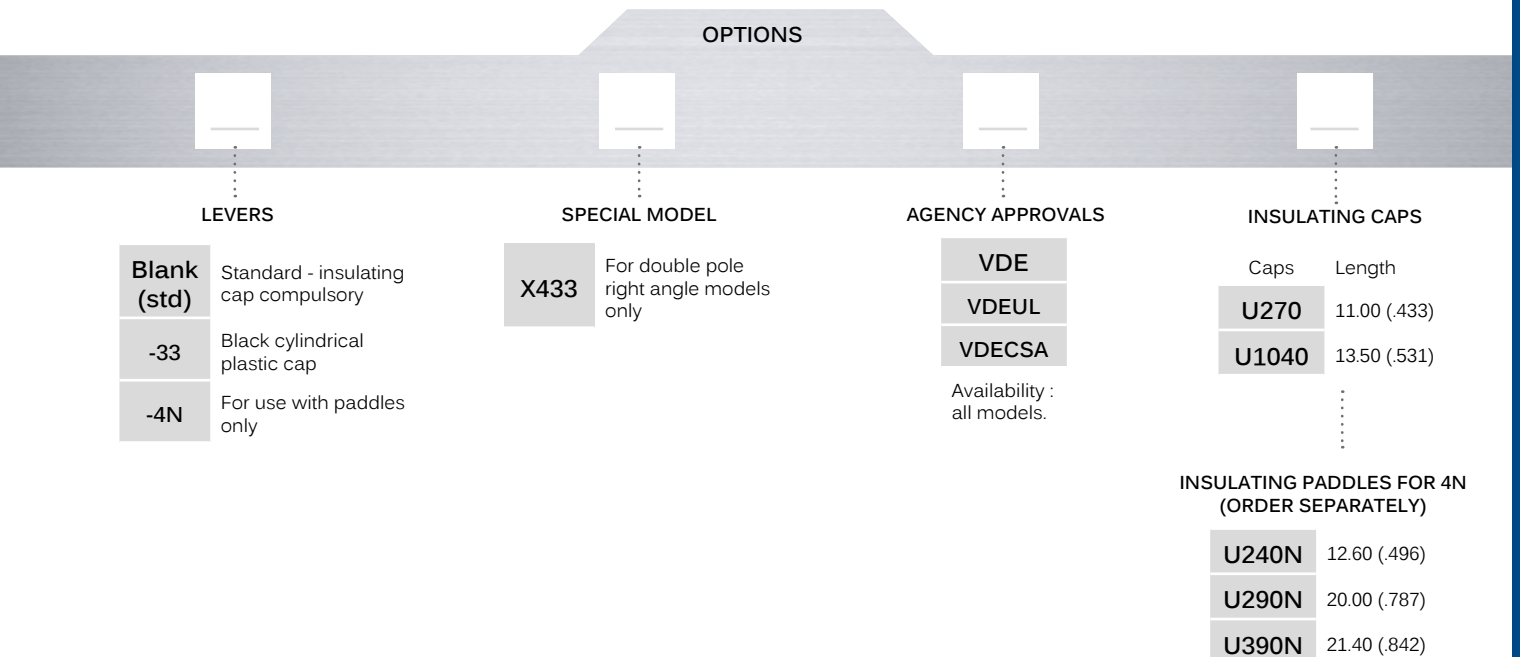 OPTIONS
LEVERS
Blank
(std)
Standard - insulating
cap compulsory
-33
Black cylindrical
plastic cap
-4N
For use with paddles
only
SPECIAL MODEL
X433
For double pole
right angle models
only
AGENCY APPROVALS
VDE
VDEUL
VDECSA
Availability :
all models.
INSULATING CAPS
Caps Length
U270 11.00 (.433)
U1040 13.50 (.531)
INSULATING PADDLES FOR 4N
(ORDER SEPARATELY)
U240N 12.60 (.496)
U290N 20.00 (.787)
U390N 21.40 (.842)